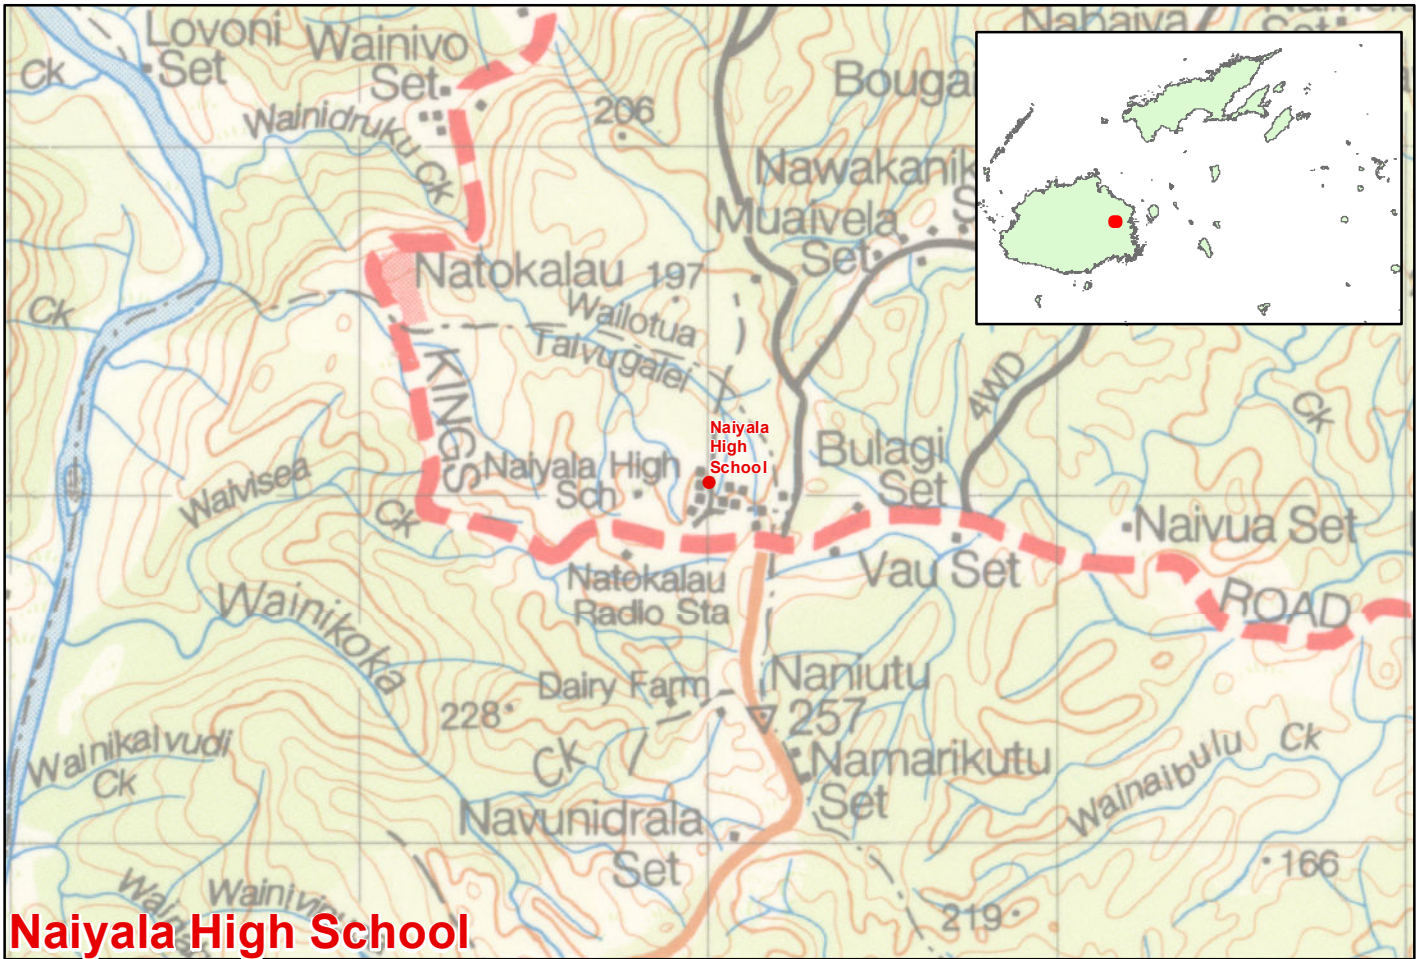 Lovoni
Set
Wainivo
Set
Ck
Wainidruku Ck
206
Bouga
Nawakanik
S
Muaivela
Set
Natokalau
197
Wailotua
Taivugalei
Ck
KINGS
4WD
Ck
Naiyala
High
School
Bulagi
Set
Naiyala High
Sch
Waivisea
Ck
Naivua Set
Vau Set
Natokalau
Radio Sta
ROAD
Wainikoka
Ck
Dairy Farm
Naniutu
257
228
Namarikutu
Set
Wainikaivudi
Ck
Wainaibulu Ck
Navunidrala
Set
166
219
Naiyala High School